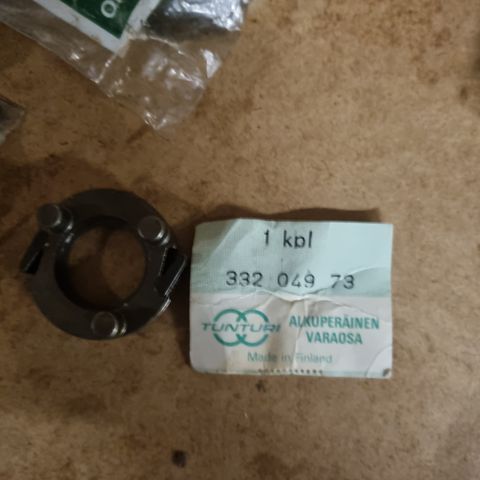 1 kpl
332 049 73
TUNTURI
ALKUPERÄINEN
VARAOSA
Made in Finland